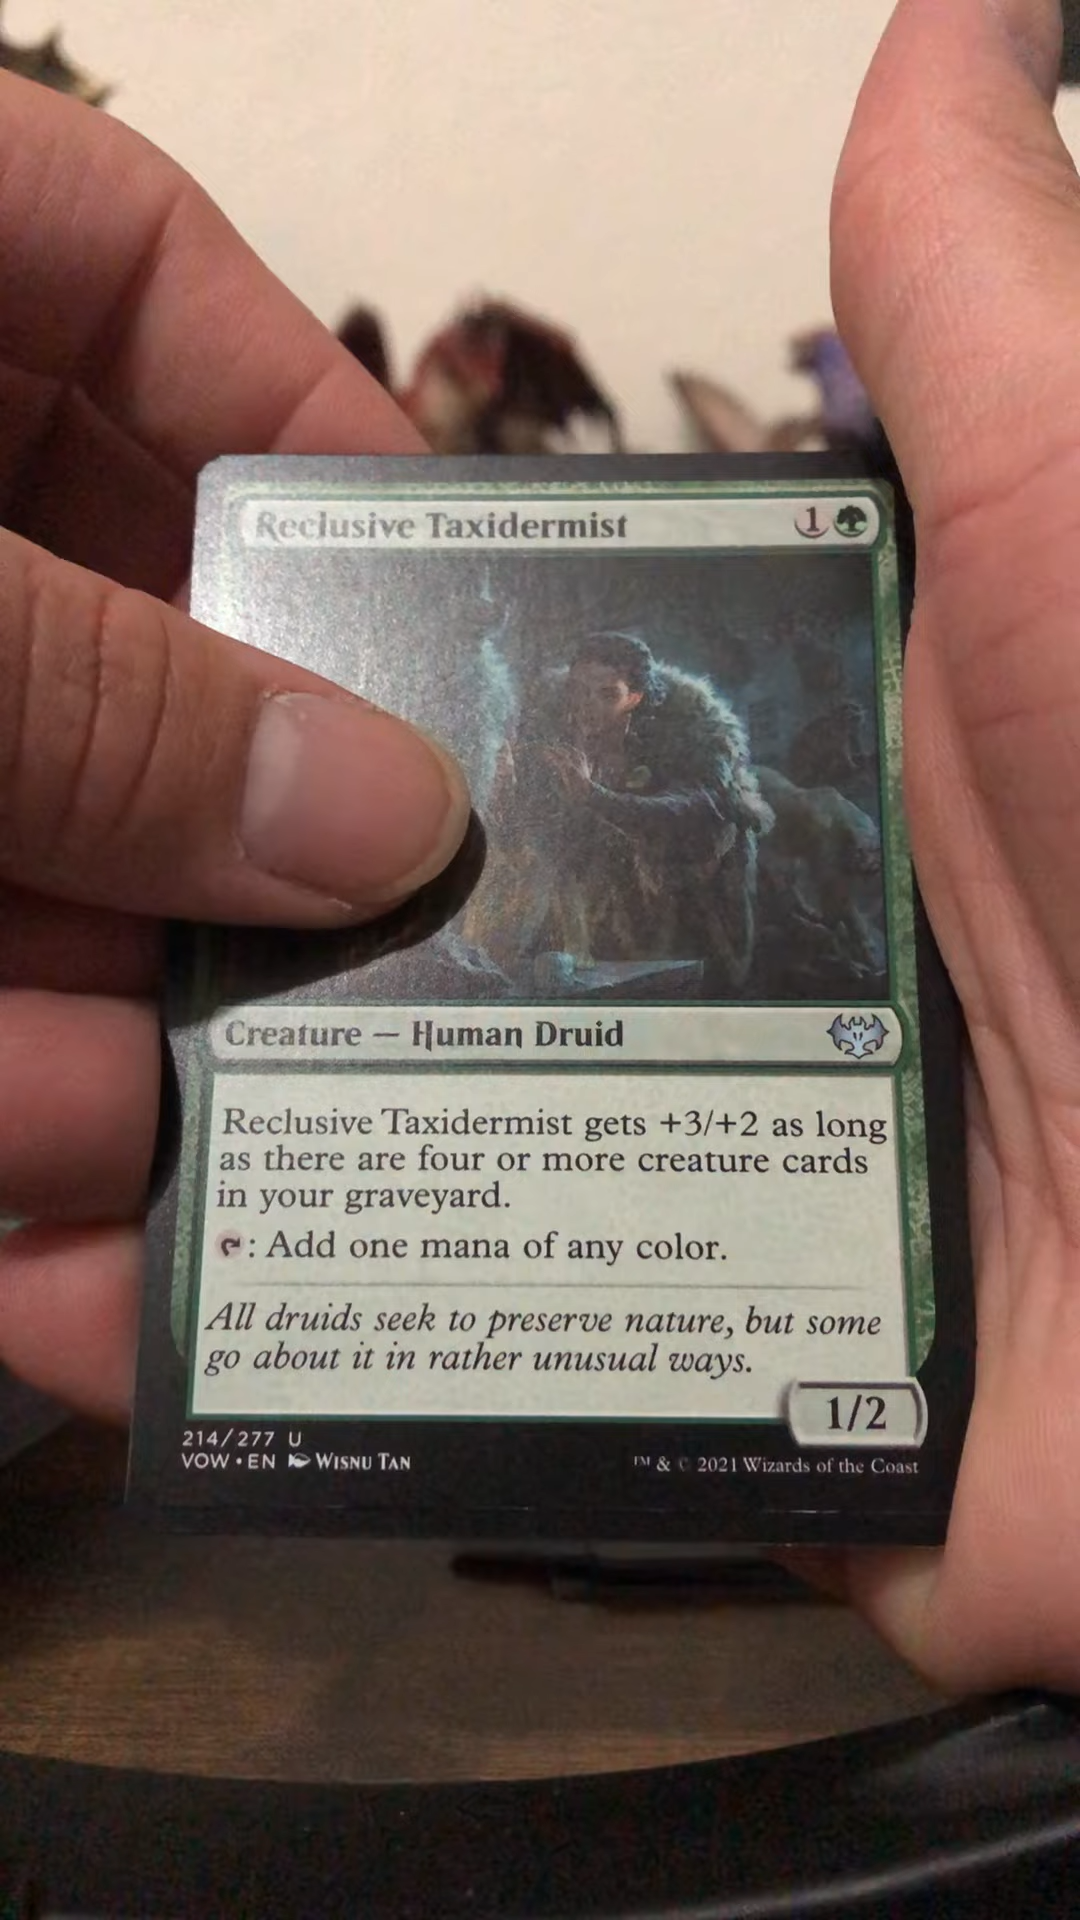 Reclusive Taxidermist 1
Creature — Human Druid
Reclusive Taxidermist gets +3/+2 as long
as there are four or more creature cards
in your graveyard.
: Add one mana of any color.
All druids seek to preserve nature, but some
go about it in rather unusual ways.
1/2
214/277 U
VOW • EN Wisnu Tan
™ & © 2021 Wizards of the Coast